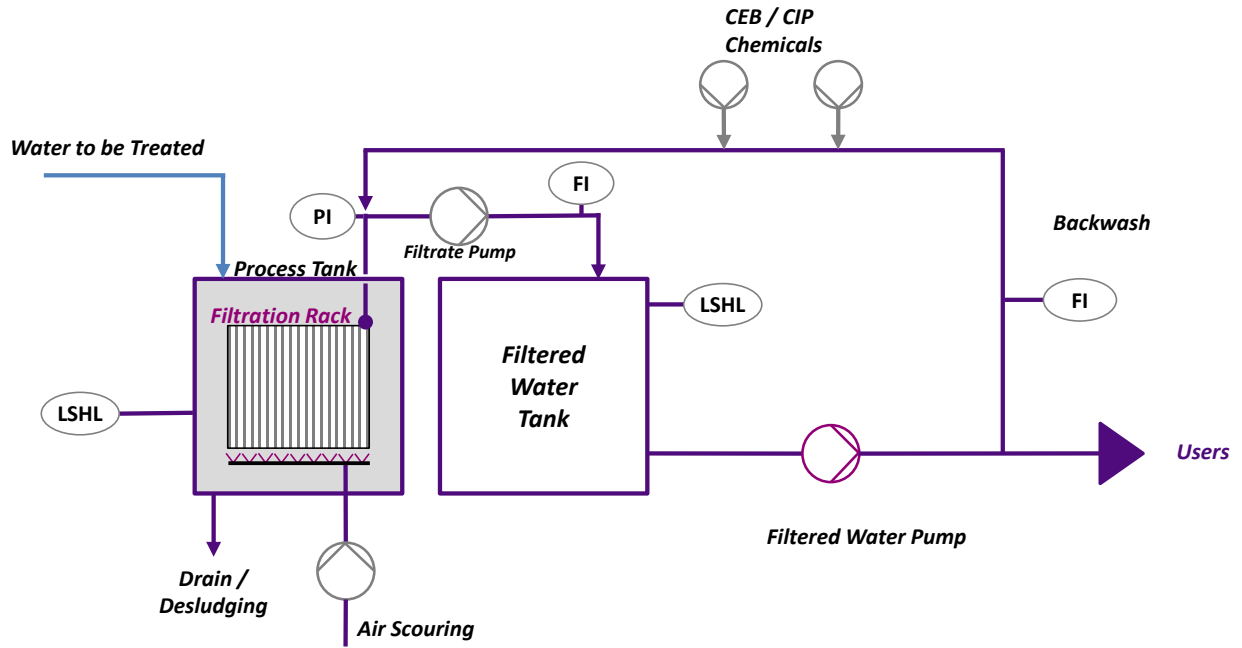 CEB / CIP
Chemicals
Water to be Treated
FI
PI
Backwash
Filtrate Pump
Process Tank
Filtration Rack
LSHL
FI
Filtered
Water
Tank
LSHL
Users
Filtered Water Pump
Drain /
Desludging
Air Scouring